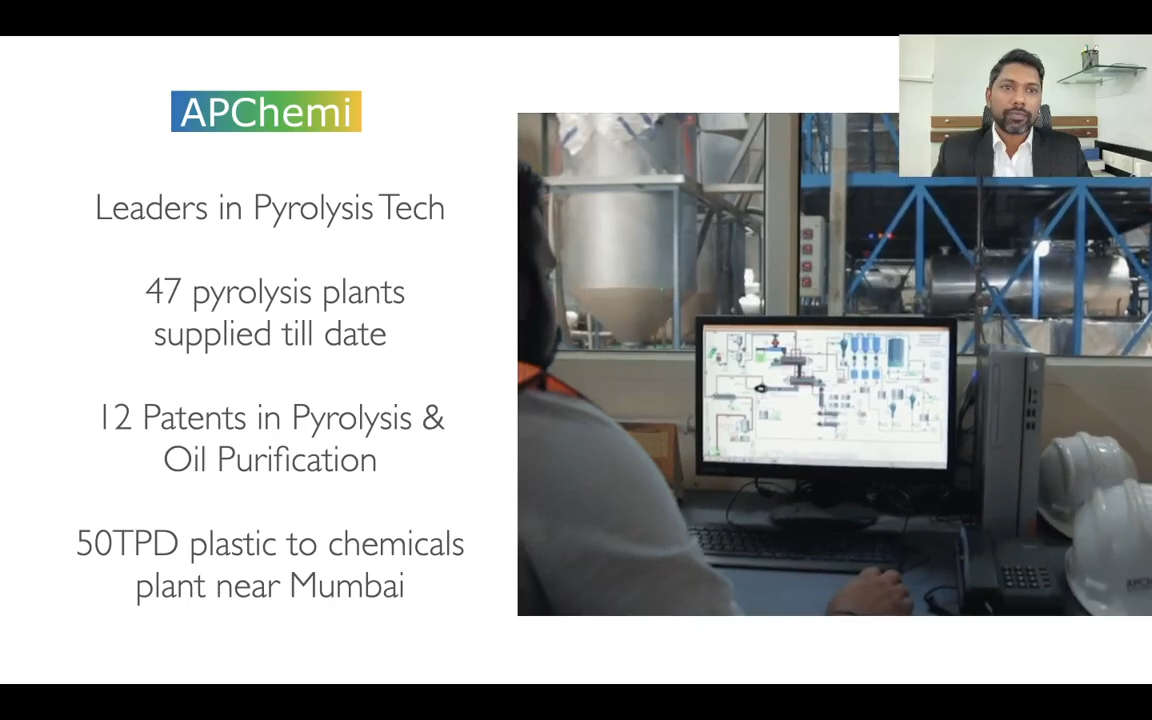 APChemi
Leaders in Pyrolysis Tech
47 pyrolysis plants
supplied till date
12 Patents in Pyrolysis &
Oil Purification
50TPD plastic to chemicals
plant near Mumbai